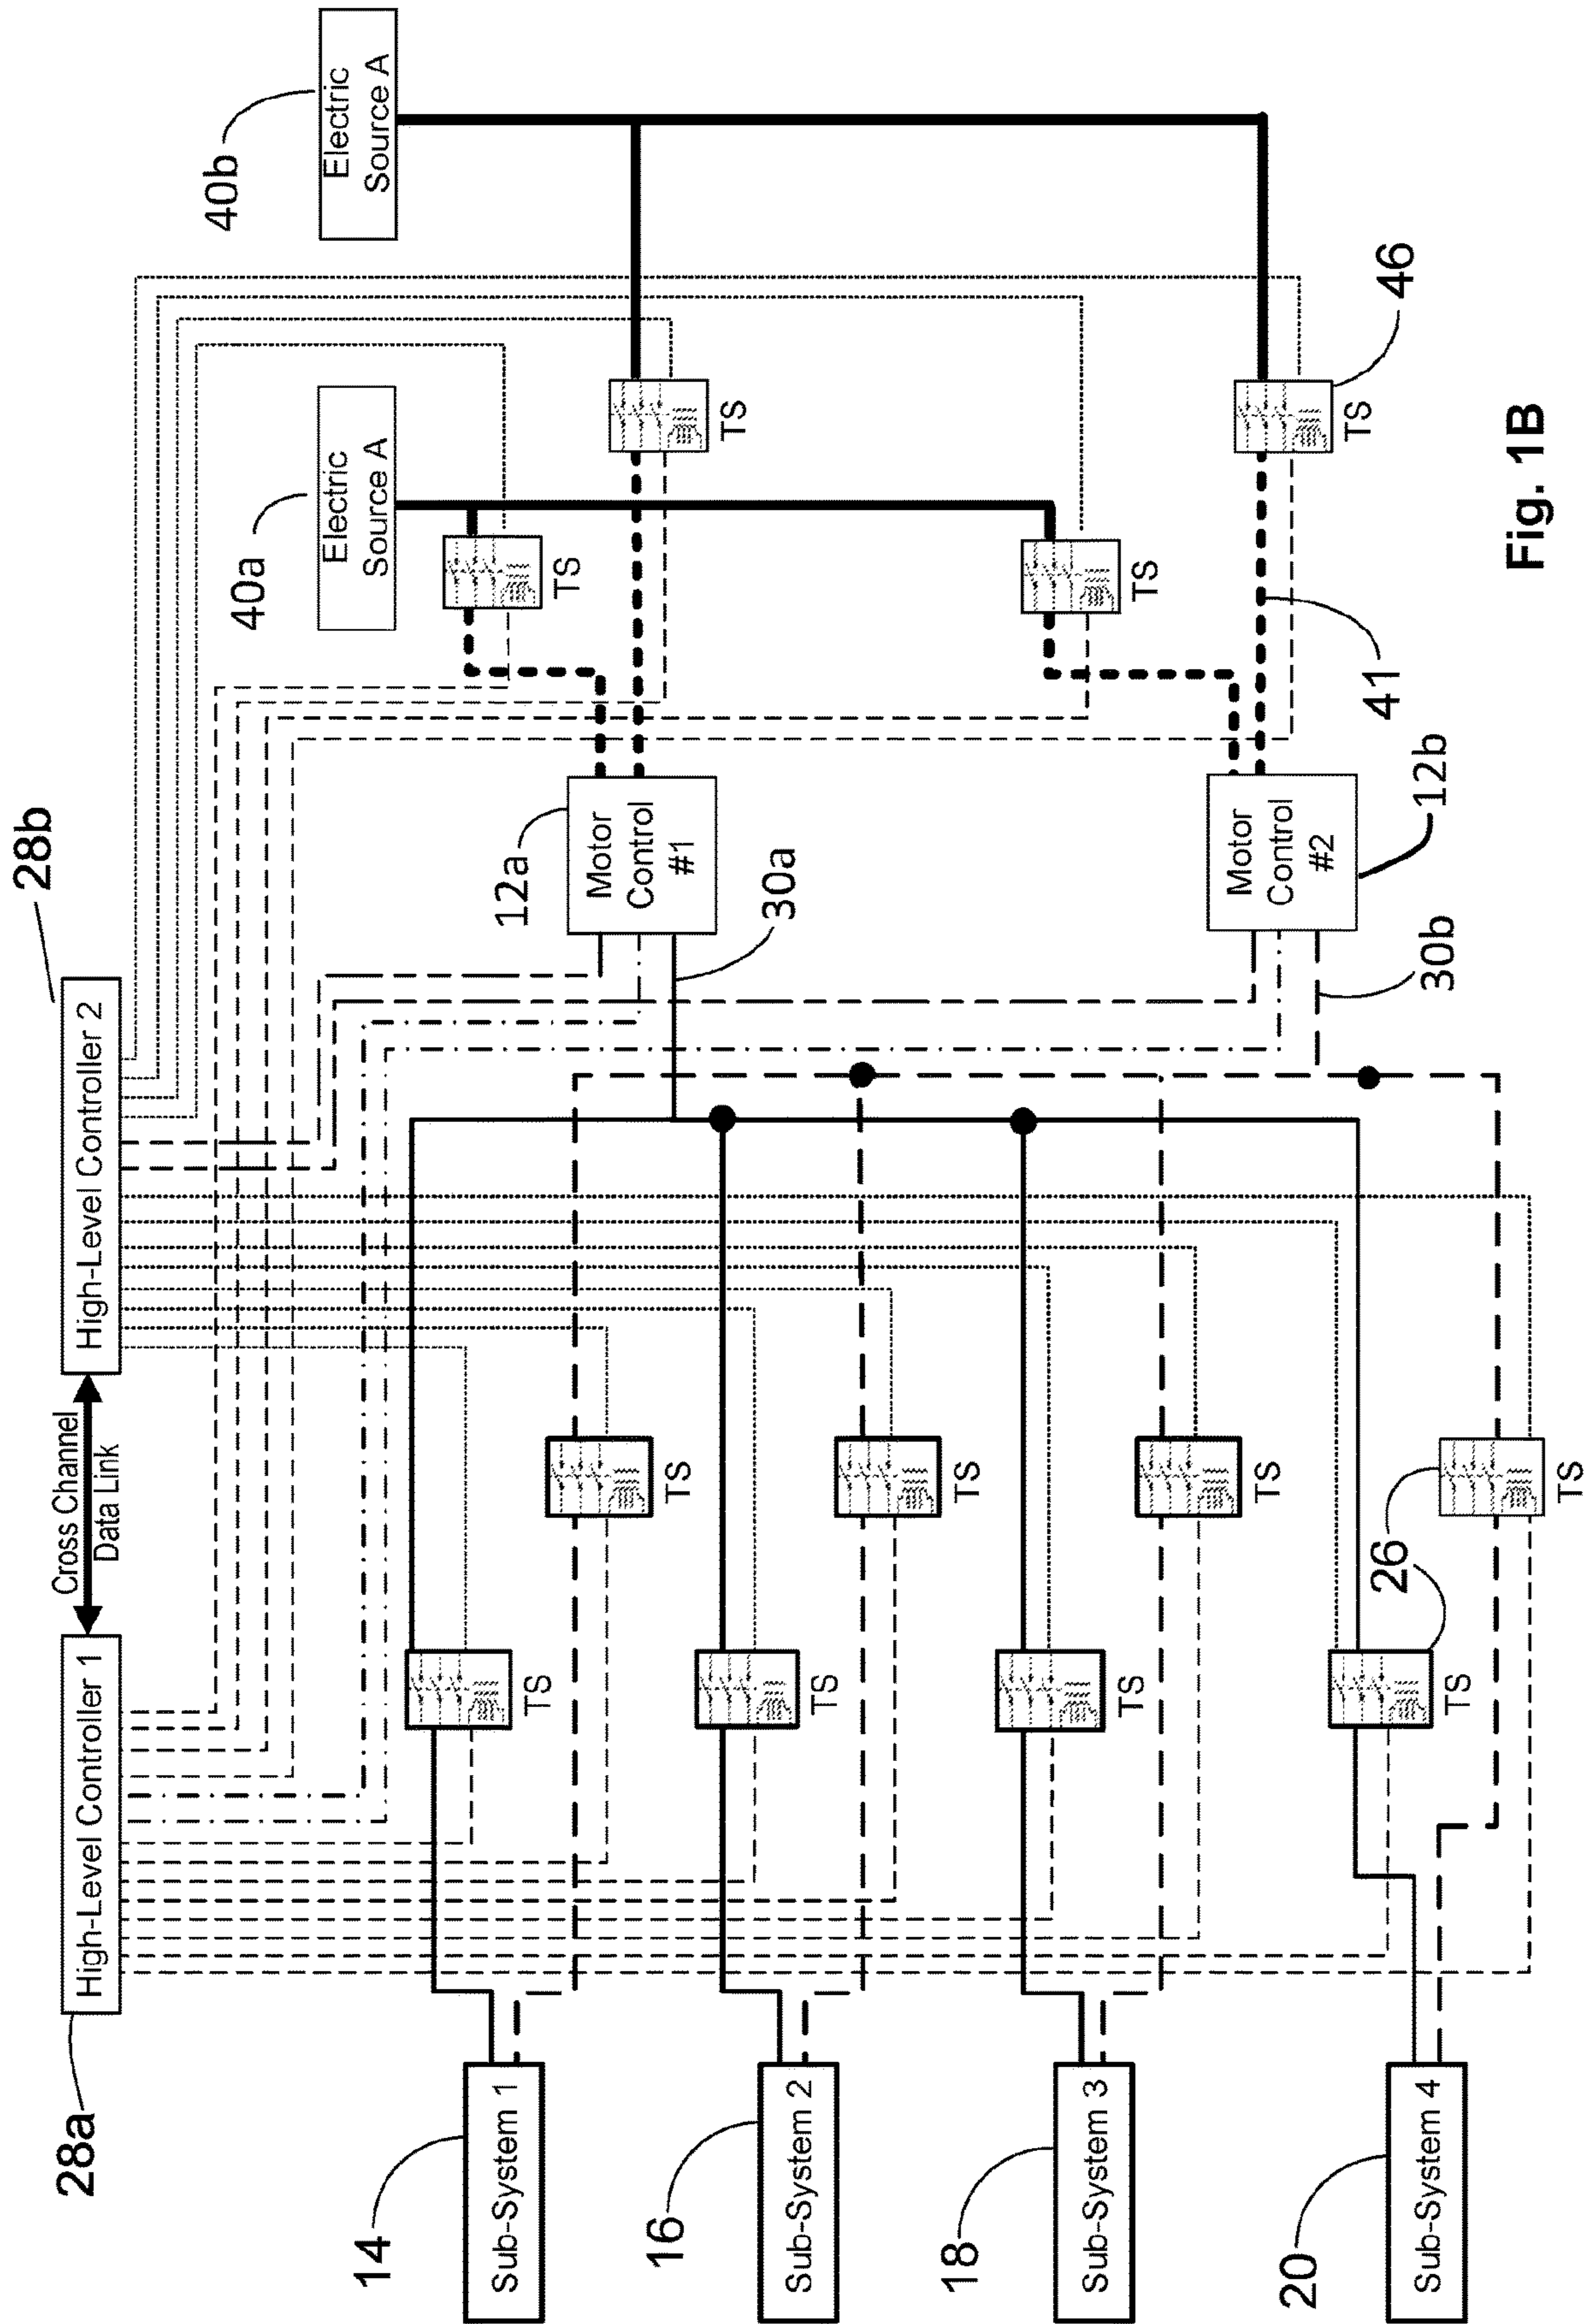 28a
High-Level Controller 1
Cross Channel
Data Link
High-Level Controller 2
28b
40a
Electric
Source A
40b
Electric
Source A
14
Sub-System 1
TS
TS
TS
TS
12a
Motor
Control
#1
30a
16
Sub-System 2
TS
TS
18
Sub-System 3
TS
TS
TS
20
Sub-System 4
26
TS
TS
30b
Motor
Control
#2
12b
41
TS
46
Fig. 1B